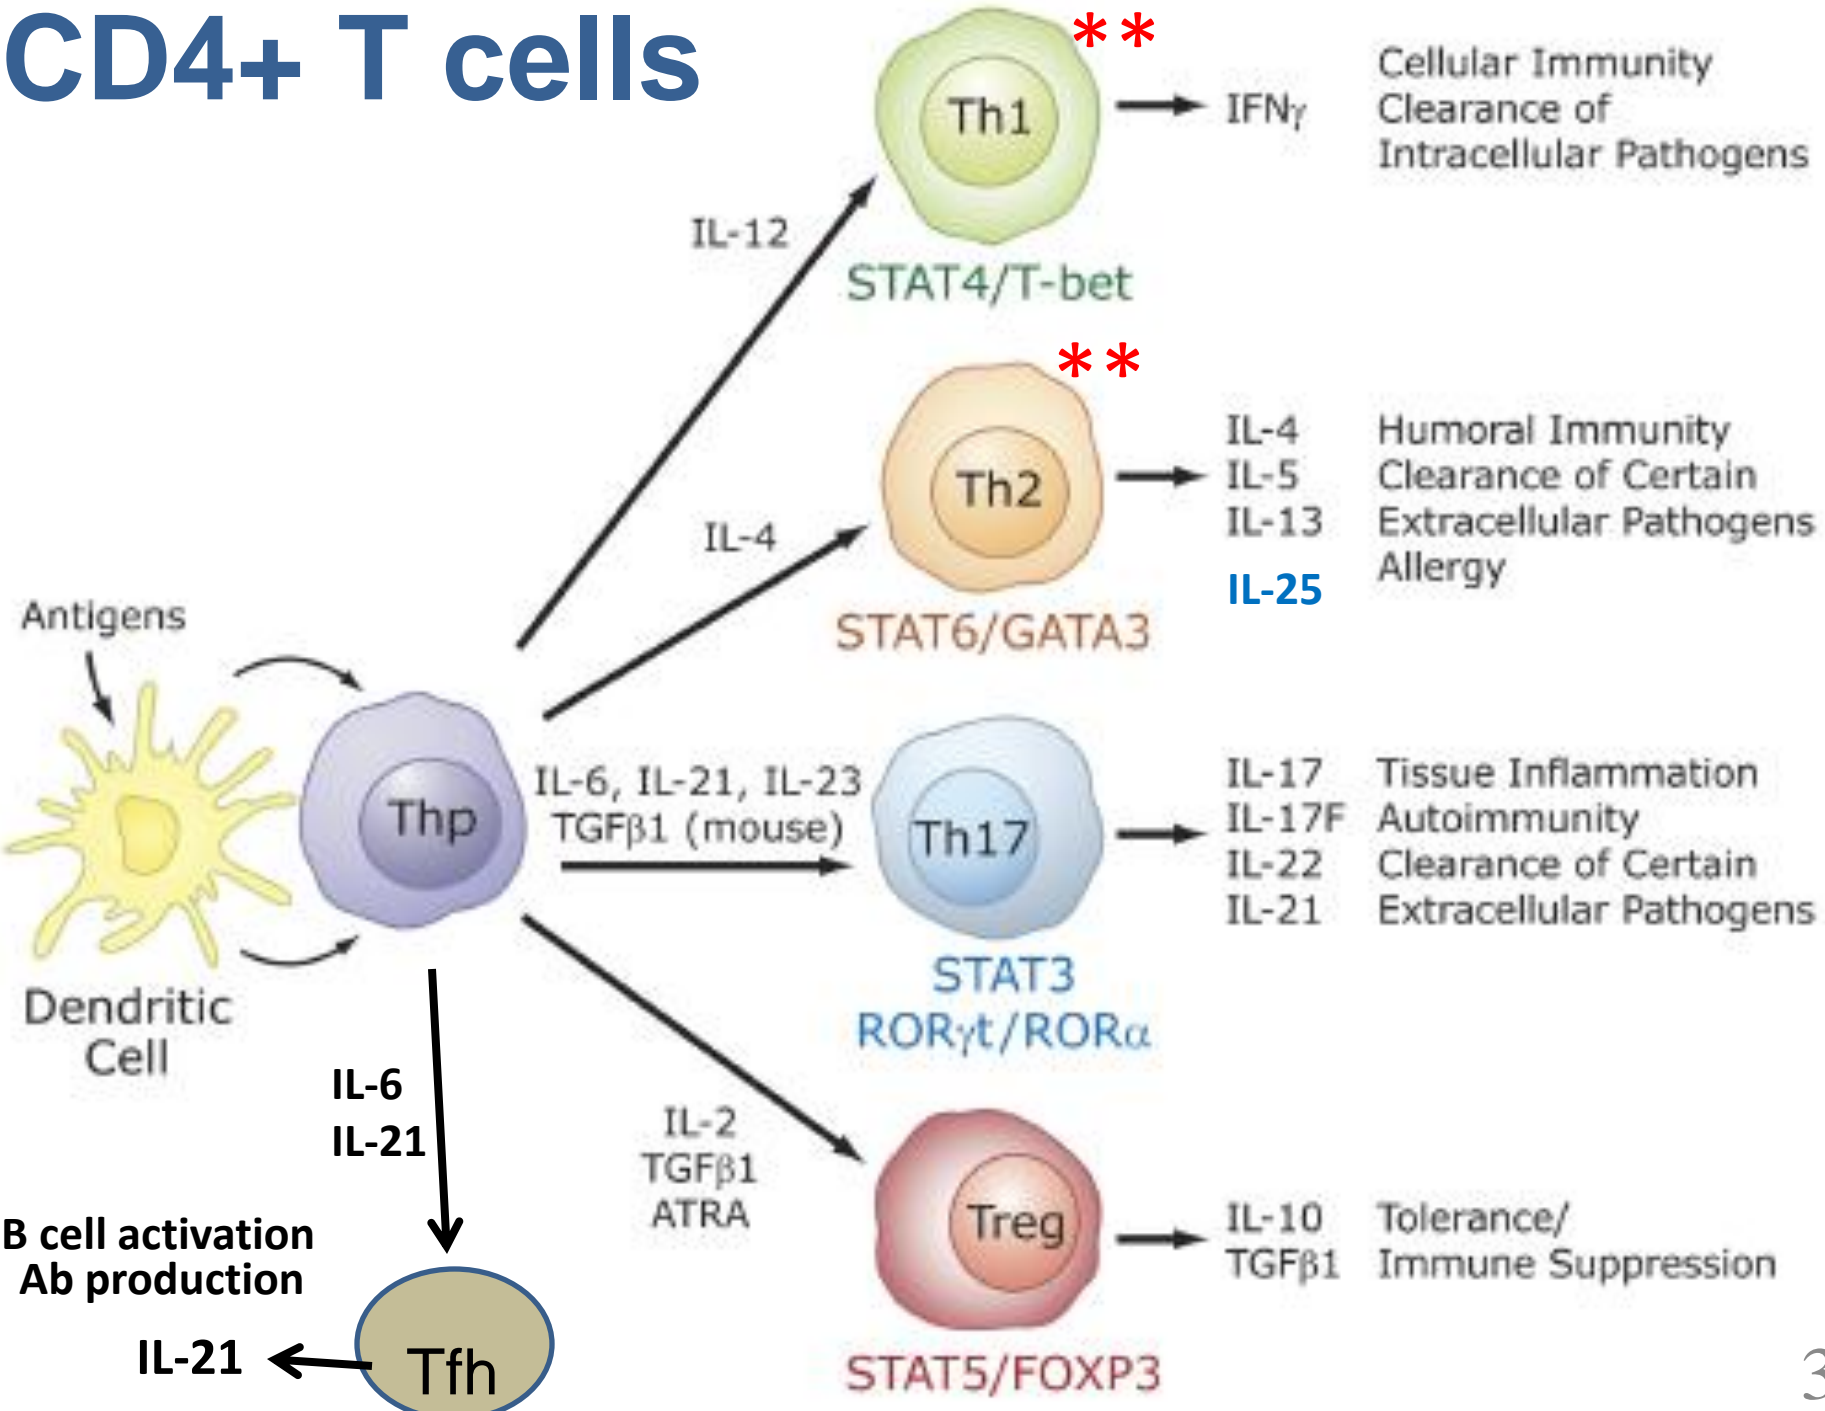 CD4+ T cells
**
Th1
IFNγ
Cellular Immunity
Clearance of
Intracellular Pathogens
IL-12
STAT4/T-bet
**
Th2
IL-4
IL-5
IL-13
IL-25
Humoral Immunity
Clearance of Certain
Extracellular Pathogens
Allergy
IL-4
STAT6/GATA3
Antigens
Dendritic
Cell
Thp
IL-6, IL-21, IL-23
TGFβ1 (mouse)
Th17
IL-17
IL-17F
IL-22
IL-21
Tissue Inflammation
Autoimmunity
Clearance of Certain
Extracellular Pathogens
STAT3
RORγt/RORα
IL-6
IL-21
IL-2
TGFβ1
ATRA
Treg
IL-10
TGFβ1
Tolerance/
Immune Suppression
STAT5/FOXP3
B cell activation
Ab production
IL-21
Tfh
3